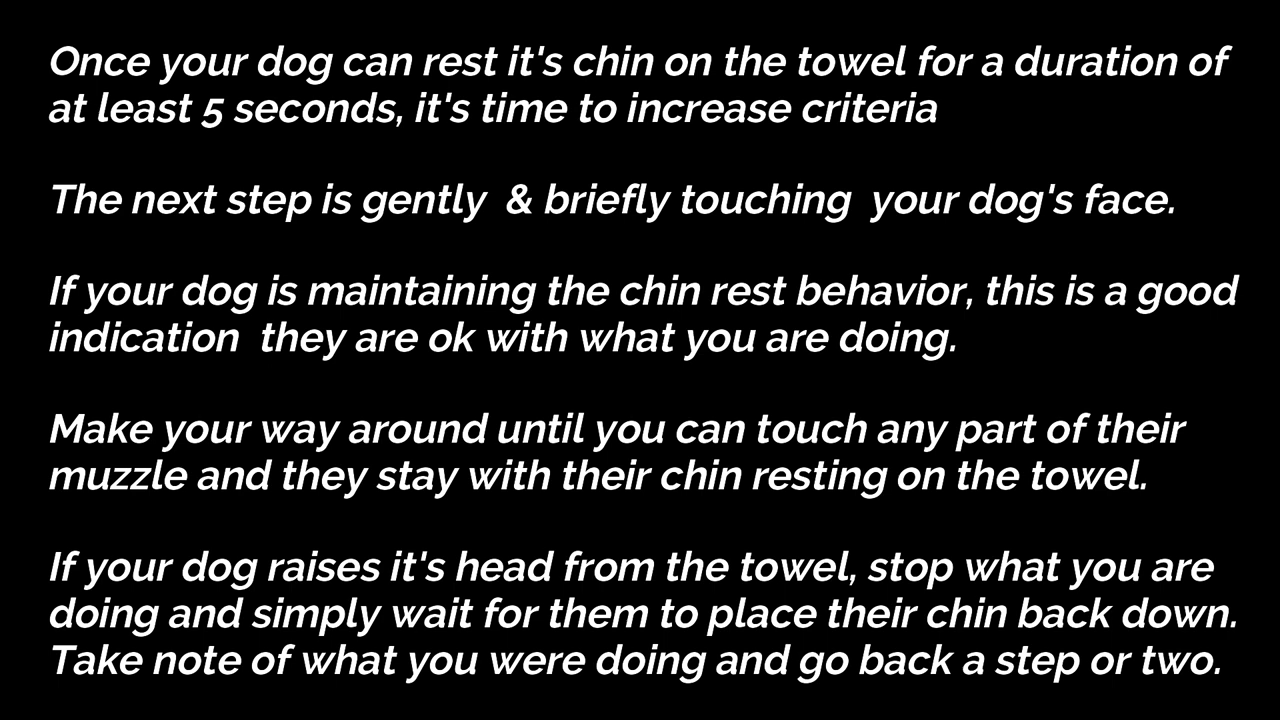 Once your dog can rest it's chin on the towel for a duration of
at least 5 seconds, it's time to increase criteria
The next step is gently  & briefly touching  your dog's face.
If your dog is maintaining the chin rest behavior, this is a good
indication  they are ok with what you are doing.
Make your way around until you can touch any part of their
muzzle and they stay with their chin resting on the towel.
If your dog raises it's head from the towel, stop what you are
doing and simply wait for them to place their chin back down.
Take note of what you were doing and go back a step or two.